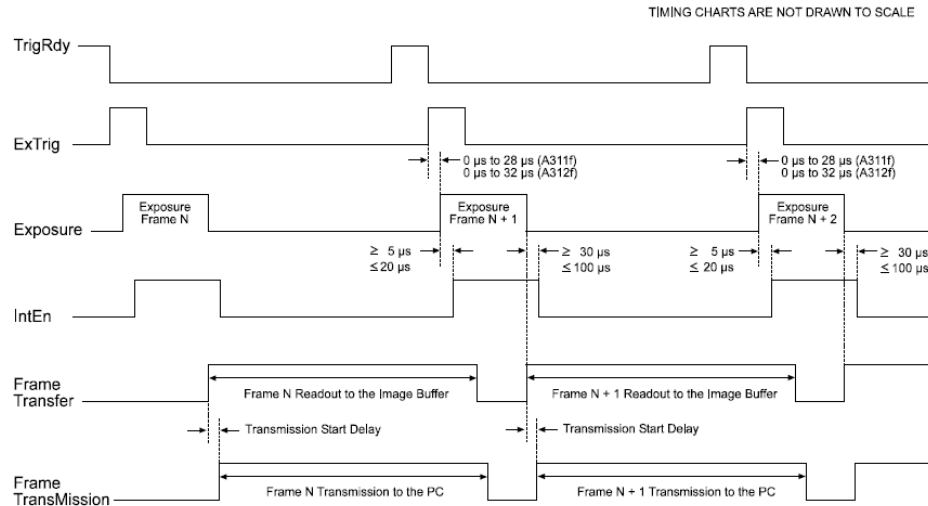 TIMING CHARTS ARE NOT DRAWN TO SCALE
TrigRdy
ExTrig
0 µs to 28 µs (A311f)
0 µs to 32 µs (A312f)
0 µs to 28 µs (A311f)
0 µs to 32 µs (A312f)
Exposure
Exposure
Frame N
Exposure
Frame N + 1
Exposure
Frame N + 2
≥ 5 µs
≤ 20 µs
≥ 30 µs
≤ 100 µs
≥ 5 µs
≤ 20 µs
≥ 30 µs
≤ 100 µs
IntEn
Frame
Transfer
Frame N Readout to the Image Buffer
Frame N + 1 Readout to the Image Buffer
Transmission Start Delay
Transmission Start Delay
Frame
TransMission
Frame N Transmission to the PC
Frame N + 1 Transmission to the PC